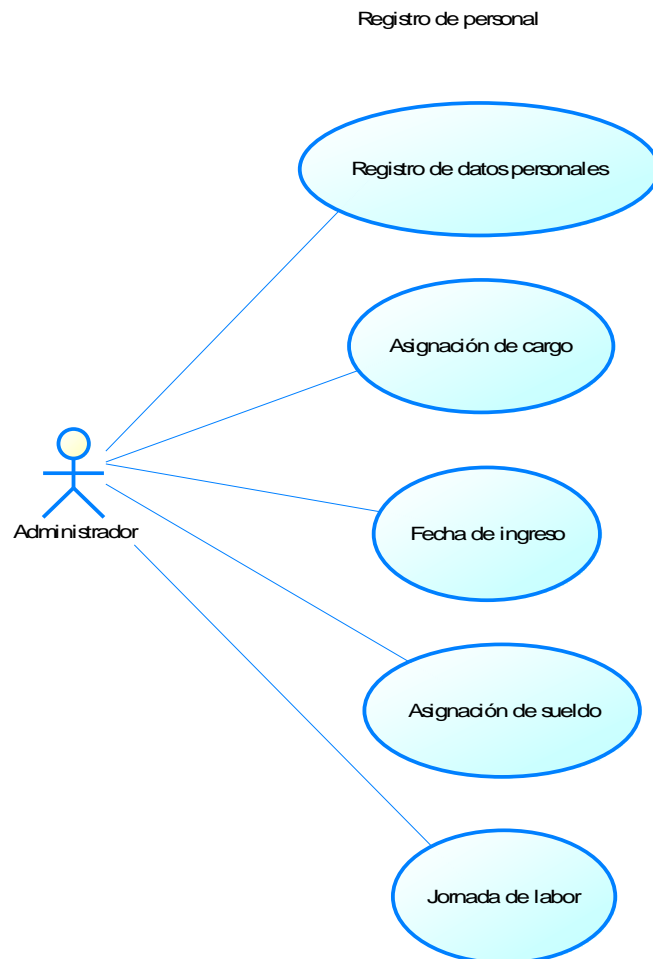 Registro de personal
Registro de datos personales
Asignación de cargo
Administrador
Fecha de ingreso
Asignación de sueldo
Jornada de labor